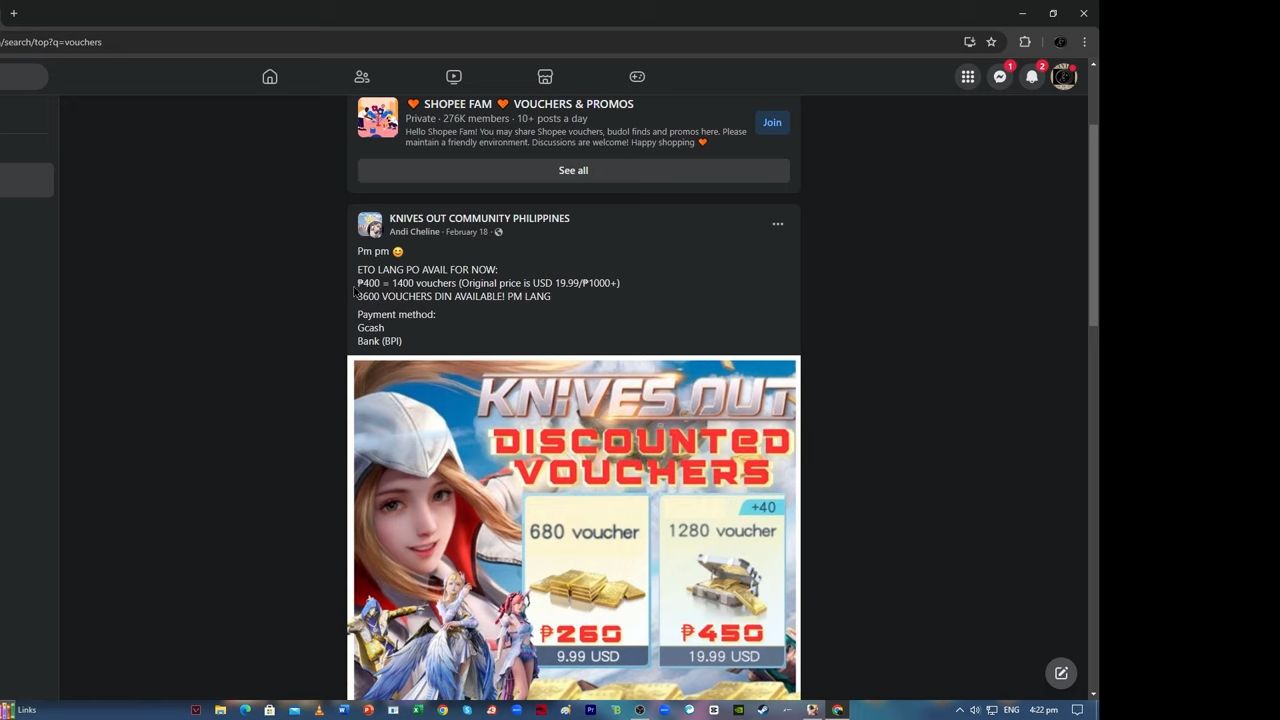 /search/top?q=vouchers
1
2
SHOPEE FAM VOUCHERS & PROMOS
Private · 276K members · 10+ posts a day
Hello Shopee Fam! You may share Shopee vouchers, budol finds and promos here. Please
maintain a friendly environment. Discussions are welcome! Happy shopping
Join
See all
KNIVES OUT COMMUNITY PHILIPPINES
Andi Cheline · February 18 ·
Pm pm
ETO LANG PO AVAIL FOR NOW:
₱400 = 1400 vouchers (Original price is USD 19.99/₱1000+)
3600 VOUCHERS DIN AVAILABLE! PM LANG
Payment method:
Gcash
Bank (BPI)
KNIVES OUT
DISCOUNTED
VOUCHERS
+40
680 voucher
1280 voucher
₱260
₱450
9.99 USD
19.99 USD
Links
ENG
4:22 pm